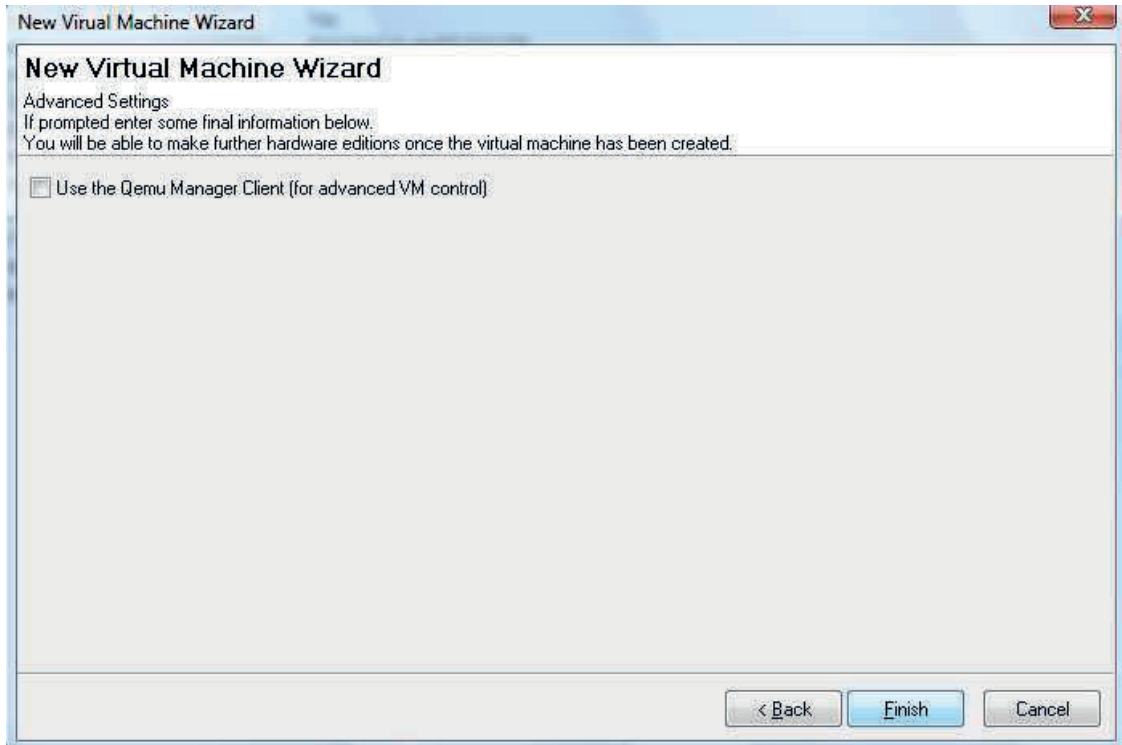 New Virual Machine Wizard
New Virtual Machine Wizard
Advanced Settings
If prompted enter some final information below.
You will be able to make further hardware editions once the virtual machine has been created.
Use the Qemu Manager Client (for advanced VM control)
< Back Finish Cancel